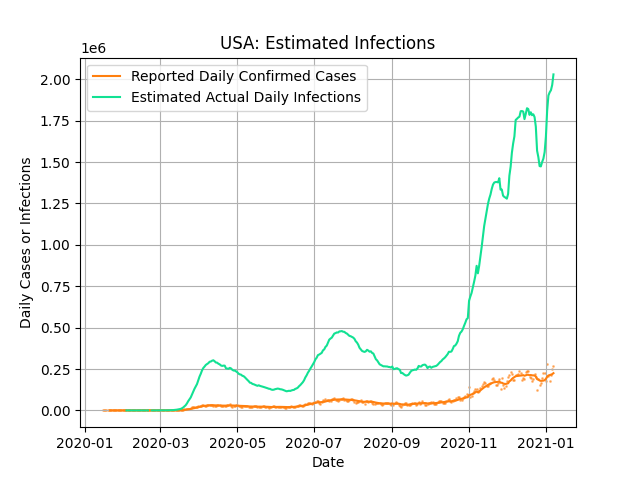 USA: Estimated Infections
1e6
Reported Daily Confirmed Cases
Estimated Actual Daily Infections
2.00
1.75
1.50
1.25
1.00
0.75
0.50
0.25
0.00
Daily Cases or Infections
2020-01 2020-03 2020-05 2020-07 2020-09 2020-11 2021-01
Date